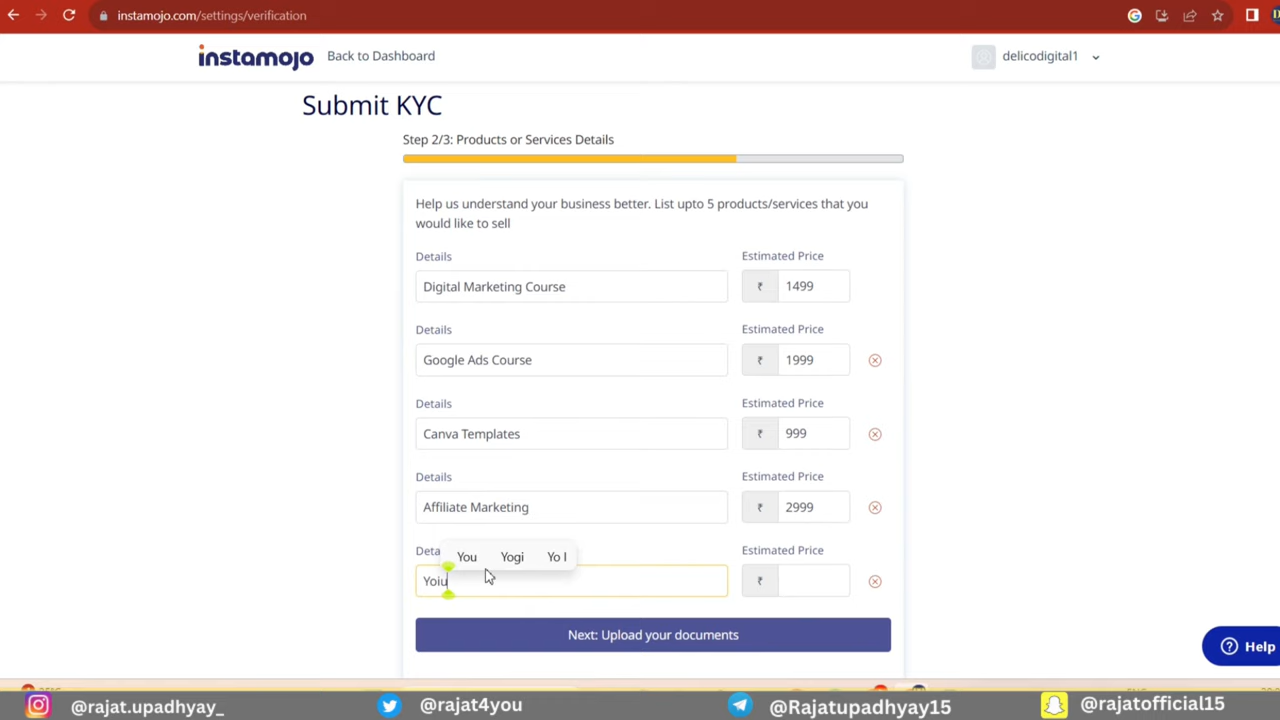 instamojo.com/settings/verification
instamojo Back to Dashboard delicodigital1
Submit KYC
Step 2/3: Products or Services Details
Help us understand your business better. List upto 5 products/services that you
would like to sell
Details Estimated Price
Digital Marketing Course ₹ 1499
Details Estimated Price
Google Ads Course ₹ 1999
Details Estimated Price
Canva Templates ₹ 999
Details Estimated Price
Affiliate Marketing ₹ 2999
Deta You Yogi Yo I Estimated Price
Yoiu ₹
Next: Upload your documents
Help
@rajat.upadhyay_ @rajat4you @Rajatupadhyay15 @rajatofficial15